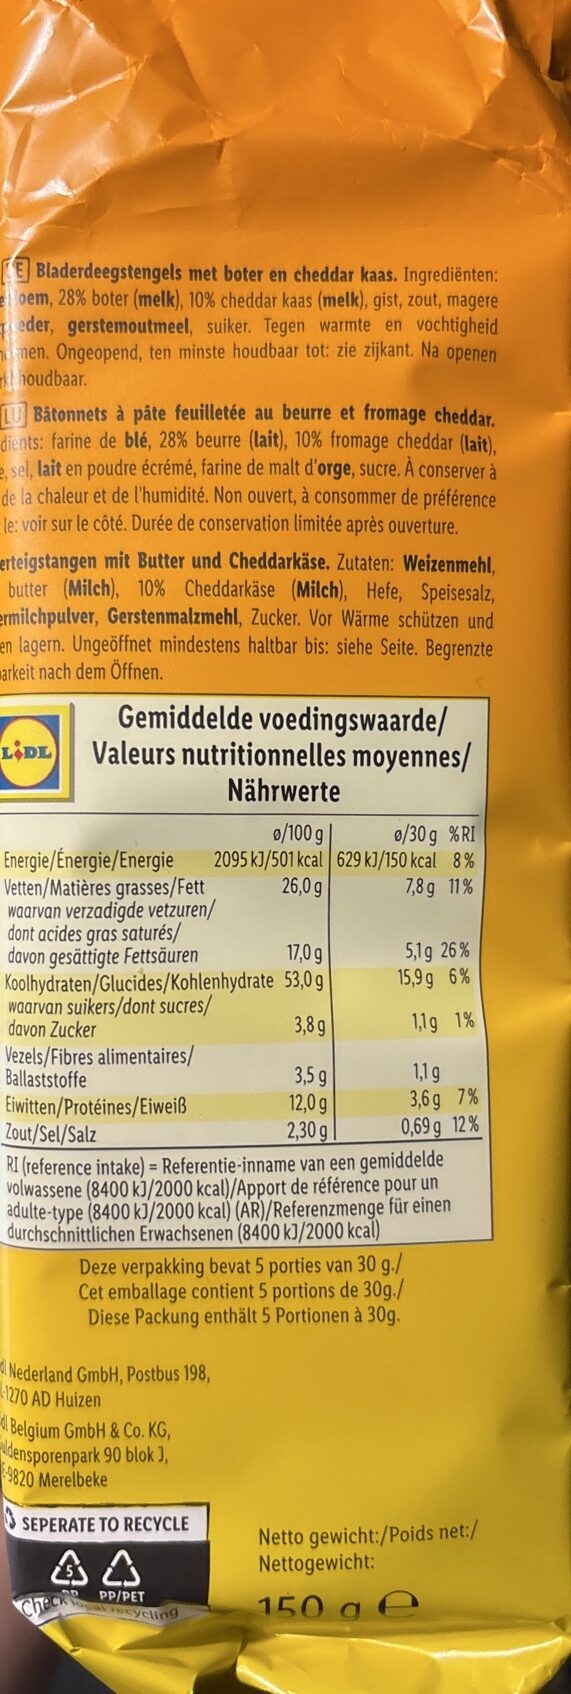 Bladerdeegstengels met boter en cheddar kaas. Ingrediënten:
28% boter (melk), 10% cheddar kaas (melk), gist, zout, magere
gerstemoutmeel, suiker. Tegen warmte en vochtigheid
Ongeopend, ten minste houdbaar tot: zie zijkant. Na openen
houdbaar.
LU Bâtonnets à pâte feuilletée au beurre et fromage cheddar.
farine de blé, 28% beurre (lait), 10% fromage cheddar (lait),
sel, lait en poudre écrémé, farine de malt d'orge, sucre. À conserver à
de la chaleur et de l'humidité. Non ouvert, à consommer de préférence
le: voir sur le côté. Durée de conservation limitée après ouverture.
erteigstangen mit Butter und Cheddarkäse. Zutaten: Weizenmehl,
butter (Milch), 10% Cheddarkäse (Milch), Hefe, Speisesalz,
ermilchpulver, Gerstenmalzmehl, Zucker. Vor Wärme schützen und
en lagern. Ungeöffnet mindestens haltbar bis: siehe Seite. Begrenzte
arkeit nach dem Öffnen.
LIDL
Gemiddelde voedingswaarde/
Valeurs nutritionnelles moyennes/
Nährwerte
ø/100 g ø/30 g %RI
Energie/Énergie/Energie 2095 kJ/501 kcal 629 kJ/150 kcal 8%
Vetten/Matières grasses/Fett 26,0 g 7,8 g 11%
waarvan verzadigde vetzuren/
dont acides gras saturés/
davon gesättigte Fettsäuren 17,0 g 5,1 g 26%
Koolhydraten/Glucides/Kohlenhydrate 53,0 g 15,9 g 6%
waarvan suikers/dont sucres/
davon Zucker 3,8 g 1,1 g 1%
Vezels/Fibres alimentaires/
Ballaststoffe 3,5 g 1,1 g
Eiwitten/Protéines/Eiweiß 12,0 g 3,6 g 7%
Zout/Sel/Salz 2,30 g 0,69 g 12%
RI (reference intake) = Referentie-inname van een gemiddelde
volwassene (8400 kJ/2000 kcal)/Apport de référence pour un
adulte-type (8400 kJ/2000 kcal) (AR)/Referenzmenge für einen
durchschnittlichen Erwachsenen (8400 kJ/2000 kcal)
Deze verpakking bevat 5 porties van 30 g./
Cet emballage contient 5 portions de 30g./
Diese Packung enthält 5 Portionen à 30g.
Nederland GmbH, Postbus 198,
1270 AD Huizen
Belgium GmbH & Co. KG,
uldensporenpark 90 blok J,
9820 Merelbeke
SEPERATE TO RECYCLE
5
PP PP/PET
Check local recycling
Netto gewicht:/Poids net:/
Nettogewicht:
150 g e